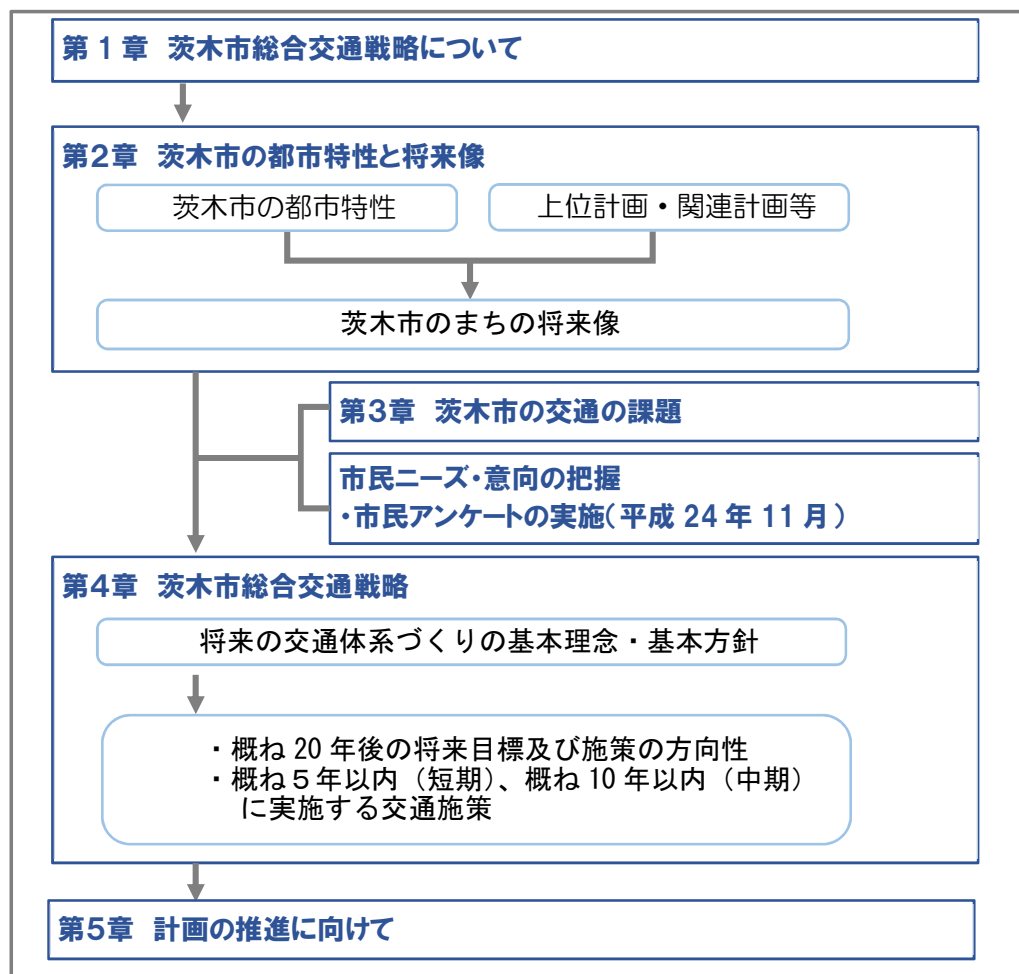 第1章 茨木市総合交通戦略について
第2章 茨木市の都市特性と将来像
茨木市の都市特性
上位計画・関連計画等
茨木市のまちの将来像
第3章 茨木市の交通の課題
市民ニーズ・意向の把握
・市民アンケートの実施(平成 24 年 11 月)
第4章 茨木市総合交通戦略
将来の交通体系づくりの基本理念・基本方針
・概ね 20 年後の将来目標及び施策の方向性
・概ね5年以内(短期)、概ね 10 年以内(中期)
に実施する交通施策
第5章 計画の推進に向けて